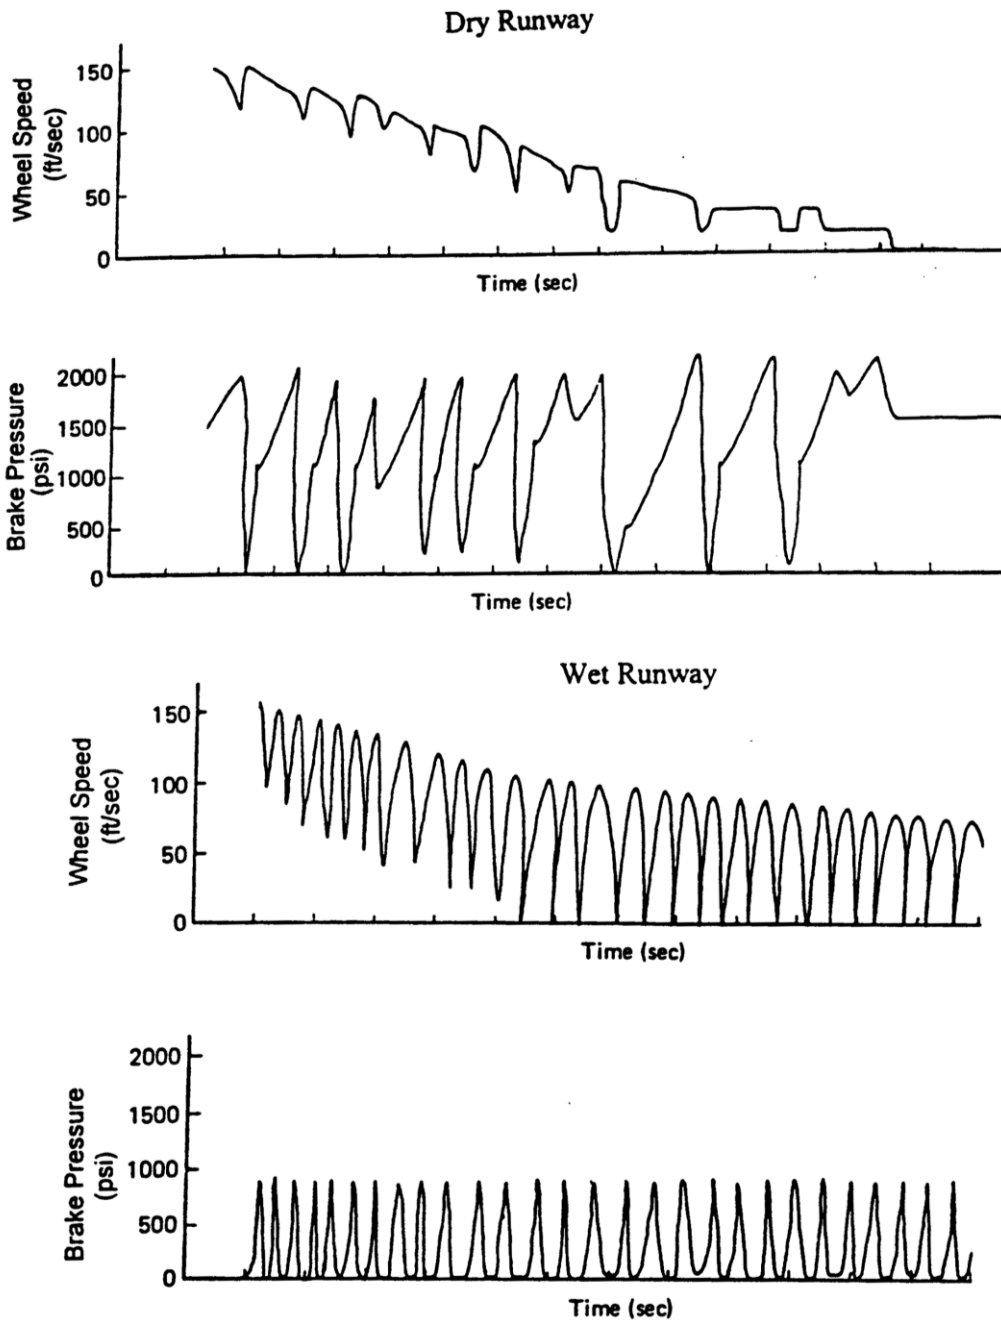 Dry Runway
Wheel Speed
(ft/sec)
150
100
50
0
Time (sec)
Brake Pressure
(psi)
2000
1500
1000
500
0
Time (sec)
Wet Runway
Wheel Speed
(ft/sec)
150
100
50
0
Time (sec)
Brake Pressure
(psi)
2000
1500
1000
500
0
Time (sec)